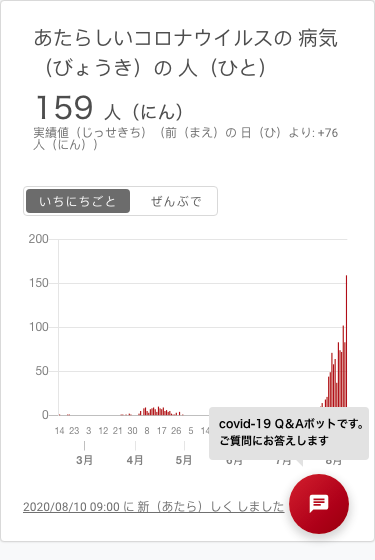 あたらしいコロナウイルスの 病気
（びょうき）の 人（ひと）
159 人（にん）
実績値（じっせきち）（前（まえ）の 日（ひ）より: +76
人（にん））
いちにちごと ぜんぶで
200
150
100
50
0
14 23 3 12 21 30 8 17 26 5 14
3月 4月 5月 6月 7月 8月
covid-19 Q&Aボットです。
ご質問にお答えします
2020/08/10 09:00 に 新（あたら）しく しました